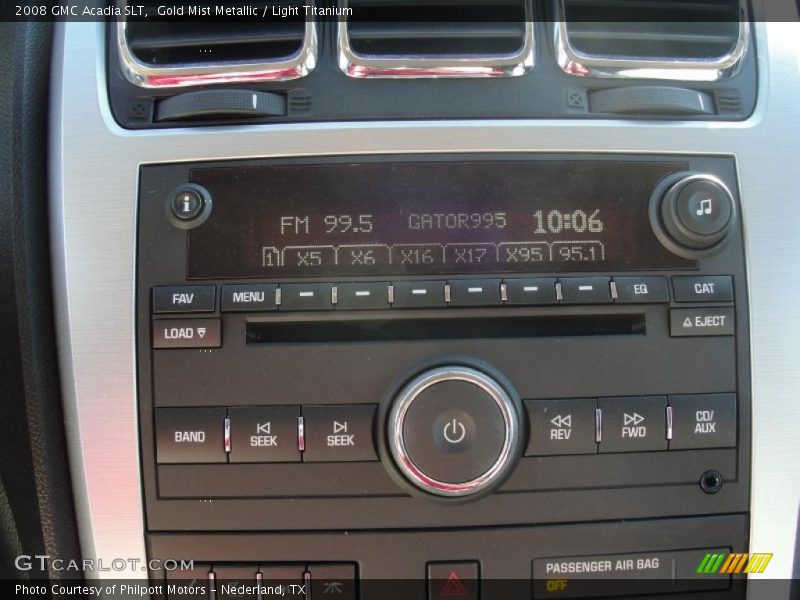 2008 GMC Acadia SLT,  Gold Mist Metallic / Light Titanium
i
FM 99.5 GATOR995 10:06
1 X5 X6 X16 X17 X95 95.1
FAV MENU EQ CAT
LOAD EJECT
BAND SEEK SEEK REV FWD CD/
AUX
PASSENGER AIR BAG
OFF
GTCARLOT.COM
Photo Courtesy of Philpott Motors - Nederland, TX